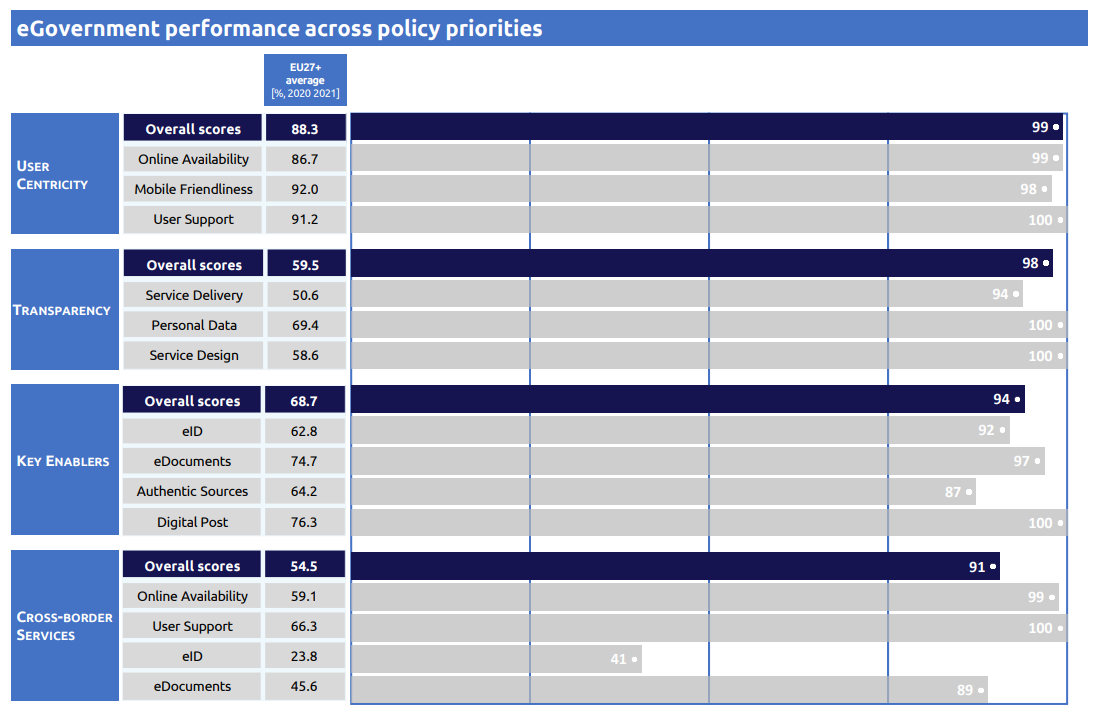 eGovernment performance across policy priorities
EU27+
average
[%, 2020 2021]
USER
CENTRICITY
Overall scores 88.3 99
Online Availability 86.7 99
Mobile Friendliness 92.0 98
User Support 91.2 100
TRANSPARENCY
Overall scores 59.5 98
Service Delivery 50.6 94
Personal Data 69.4 100
Service Design 58.6 100
KEY ENABLERS
Overall scores 68.7 94
eID 62.8 92
eDocuments 74.7 97
Authentic Sources 64.2 87
Digital Post 76.3 100
CROSS-BORDER
SERVICES
Overall scores 54.5 91
Online Availability 59.1 99
User Support 66.3 100
eID 23.8 41
eDocuments 45.6 89